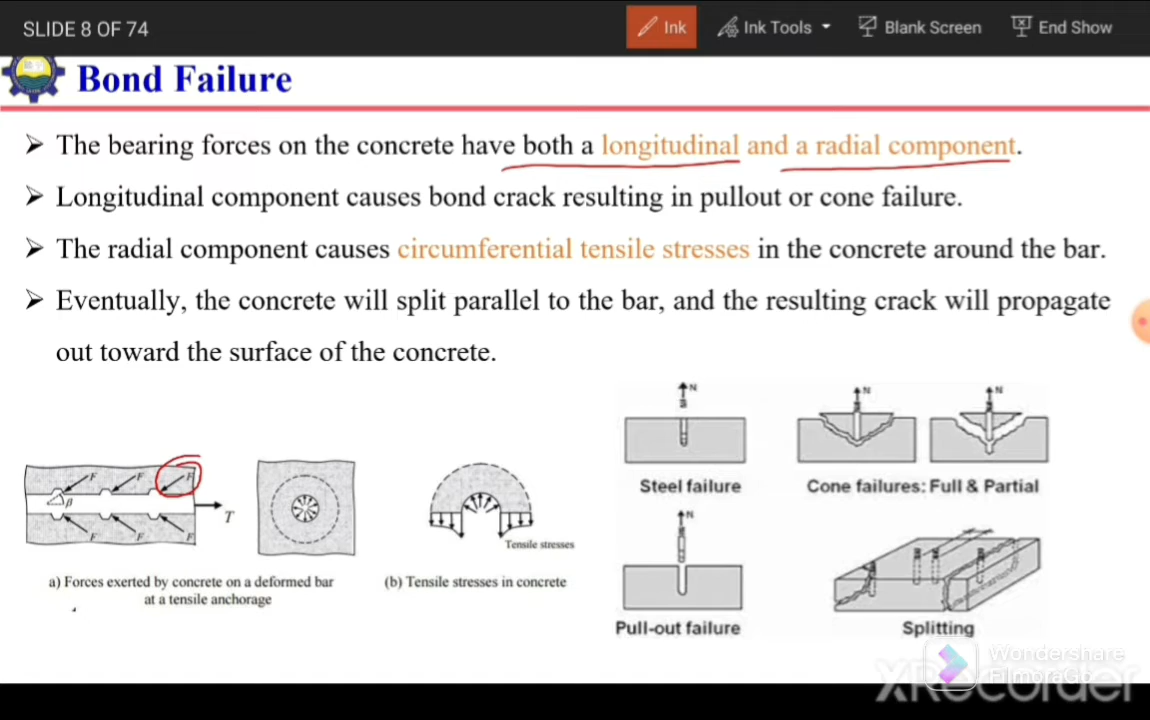 SLIDE 8 OF 74
Ink
Ink Tools
Blank Screen
End Show
Bond Failure
➢ The bearing forces on the concrete have both a longitudinal and a radial component.
➢ Longitudinal component causes bond crack resulting in pullout or cone failure.
➢ The radial component causes circumferential tensile stresses in the concrete around the bar.
➢ Eventually, the concrete will split parallel to the bar, and the resulting crack will propagate
out toward the surface of the concrete.
F F F
β
T
F F F
a) Forces exerted by concrete on a deformed bar
at a tensile anchorage
Tensile stresses
(b) Tensile stresses in concrete
N
Steel failure
N N
Cone failures: Full & Partial
N
Pull-out failure
Splitting
Wondershare
FilmoraGo
XRecorder